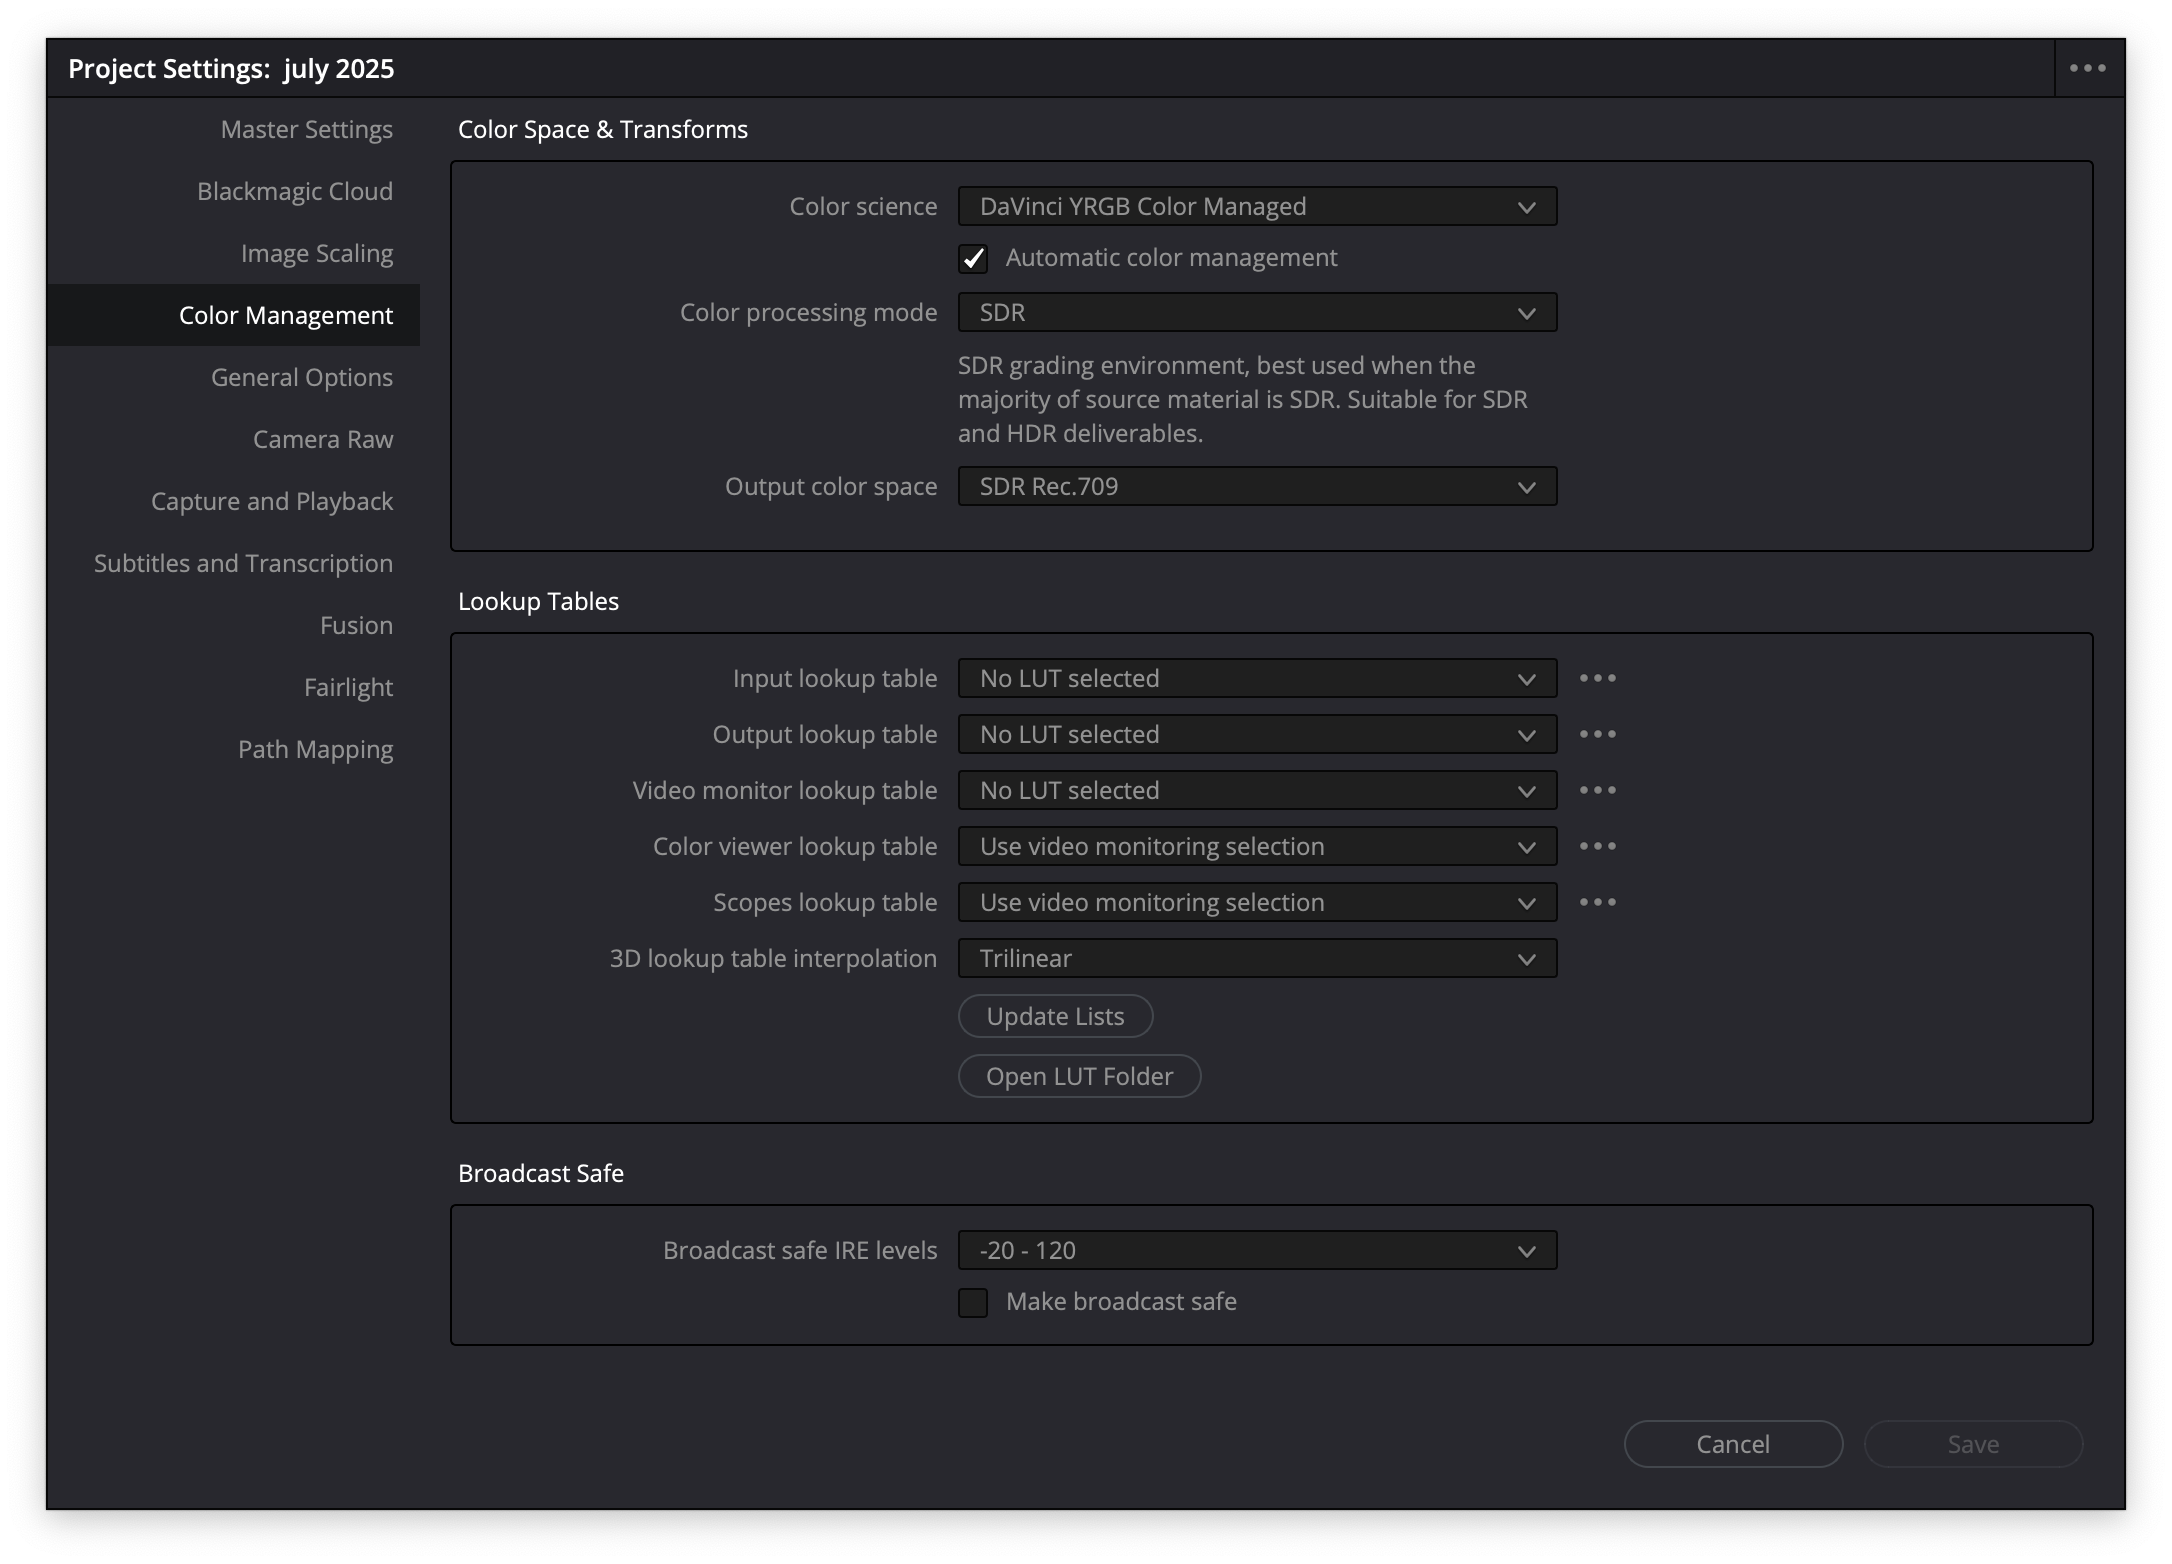 Project Settings: july 2025
Master Settings
Blackmagic Cloud
Image Scaling
Color Management
General Options
Camera Raw
Capture and Playback
Subtitles and Transcription
Fusion
Fairlight
Path Mapping
Color Space & Transforms
Color science DaVinci YRGB Color Managed
Automatic color management
Color processing mode SDR
SDR grading environment, best used when the
majority of source material is SDR. Suitable for SDR
and HDR deliverables.
Output color space SDR Rec.709
Lookup Tables
Input lookup table No LUT selected
Output lookup table No LUT selected
Video monitor lookup table No LUT selected
Color viewer lookup table Use video monitoring selection
Scopes lookup table Use video monitoring selection
3D lookup table interpolation Trilinear
Update Lists
Open LUT Folder
Broadcast Safe
Broadcast safe IRE levels -20 - 120
Make broadcast safe
Cancel Save